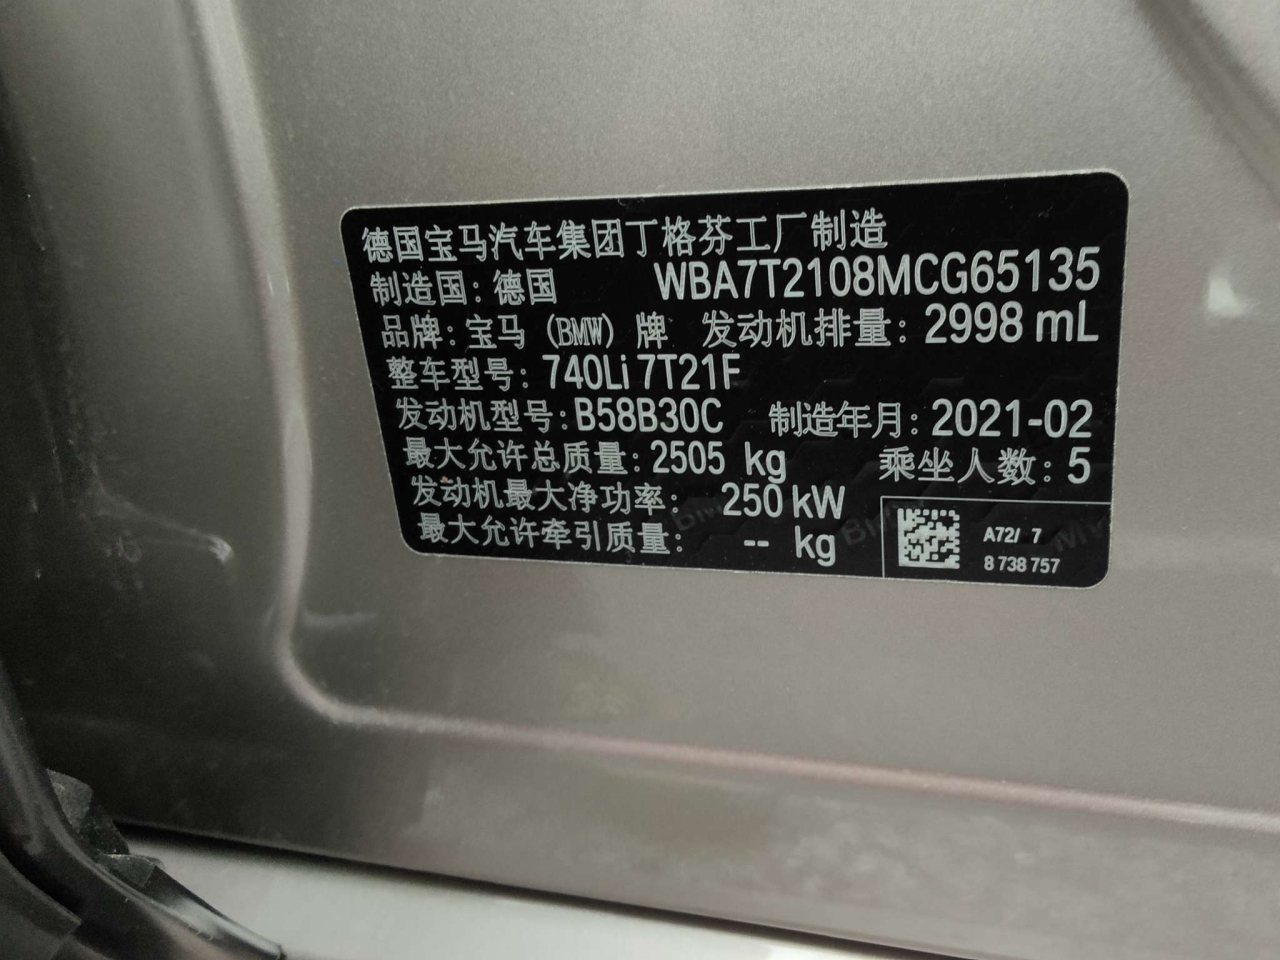 德国宝马汽车集团丁格芬工厂制造
制造国：德国 WBA7T2108MCG65135
品牌：宝马（BMW）牌 发动机排量：2998 mL
整车型号：740Li 7T21F
发动机型号：B58B30C 制造年月：2021-02
最大允许总质量：2505 kg 乘坐人数：5
发动机最大净功率： 250 kW
最大允许牵引质量： -- kg
A72/ 7
8 738 757